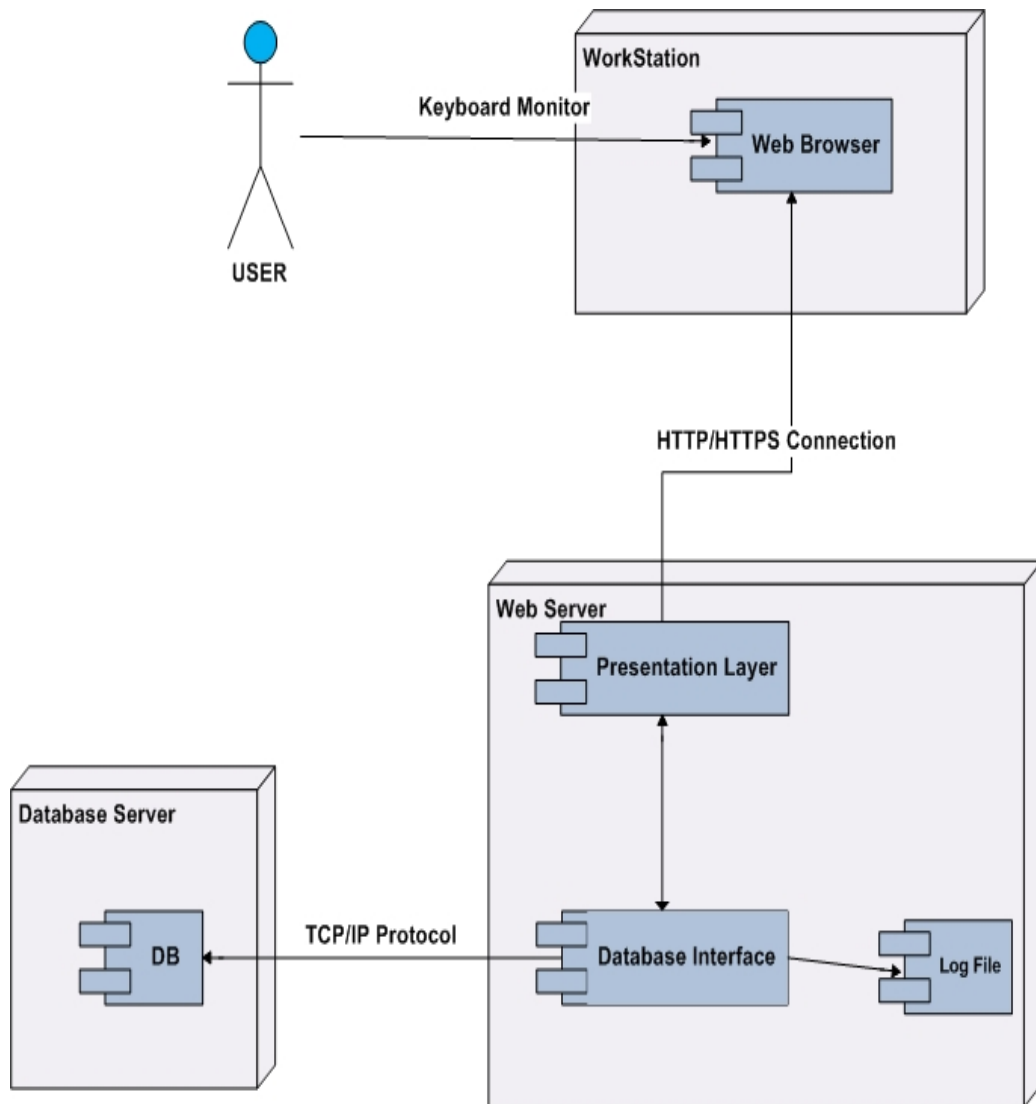 WorkStation
Keyboard Monitor
Web Browser
USER
HTTP/HTTPS Connection
Web Server
Presentation Layer
Database Server
TCP/IP Protocol
DB
Database Interface
Log File